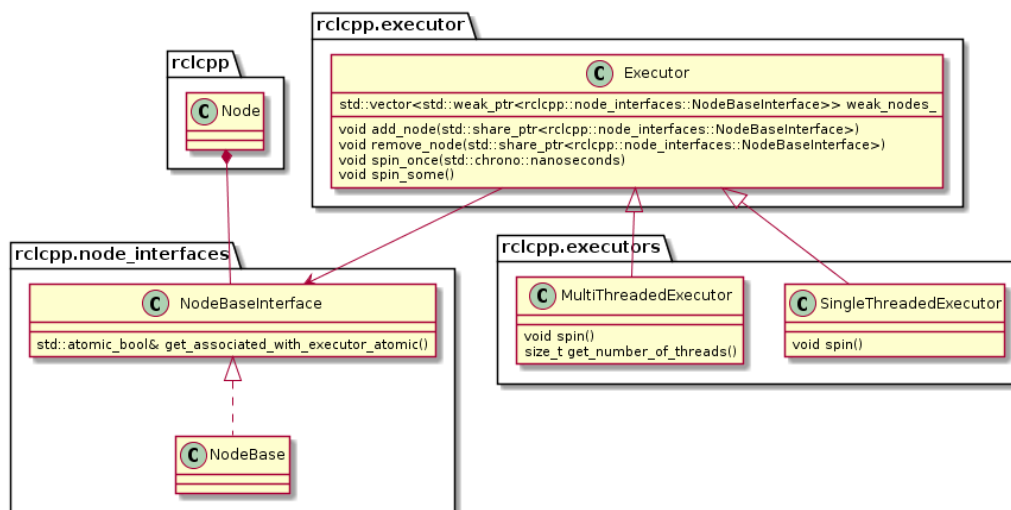 rclcpp.executor
rclcpp
C Executor
std::vector<std::weak_ptr<rclcpp::node_interfaces::NodeBaseInterface>> weak_nodes_
void add_node(std::share_ptr<rclcpp::node_interfaces::NodeBaseInterface>)
void remove_node(std::share_ptr<rclcpp::node_interfaces::NodeBaseInterface>)
void spin_once(std::chrono::nanoseconds)
void spin_some()
C Node
rclcpp.node_interfaces
C NodeBaseInterface
std::atomic_bool& get_associated_with_executor_atomic()
C NodeBase
rclcpp.executors
C MultiThreadedExecutor
void spin()
size_t get_number_of_threads()
C SingleThreadedExecutor
void spin()